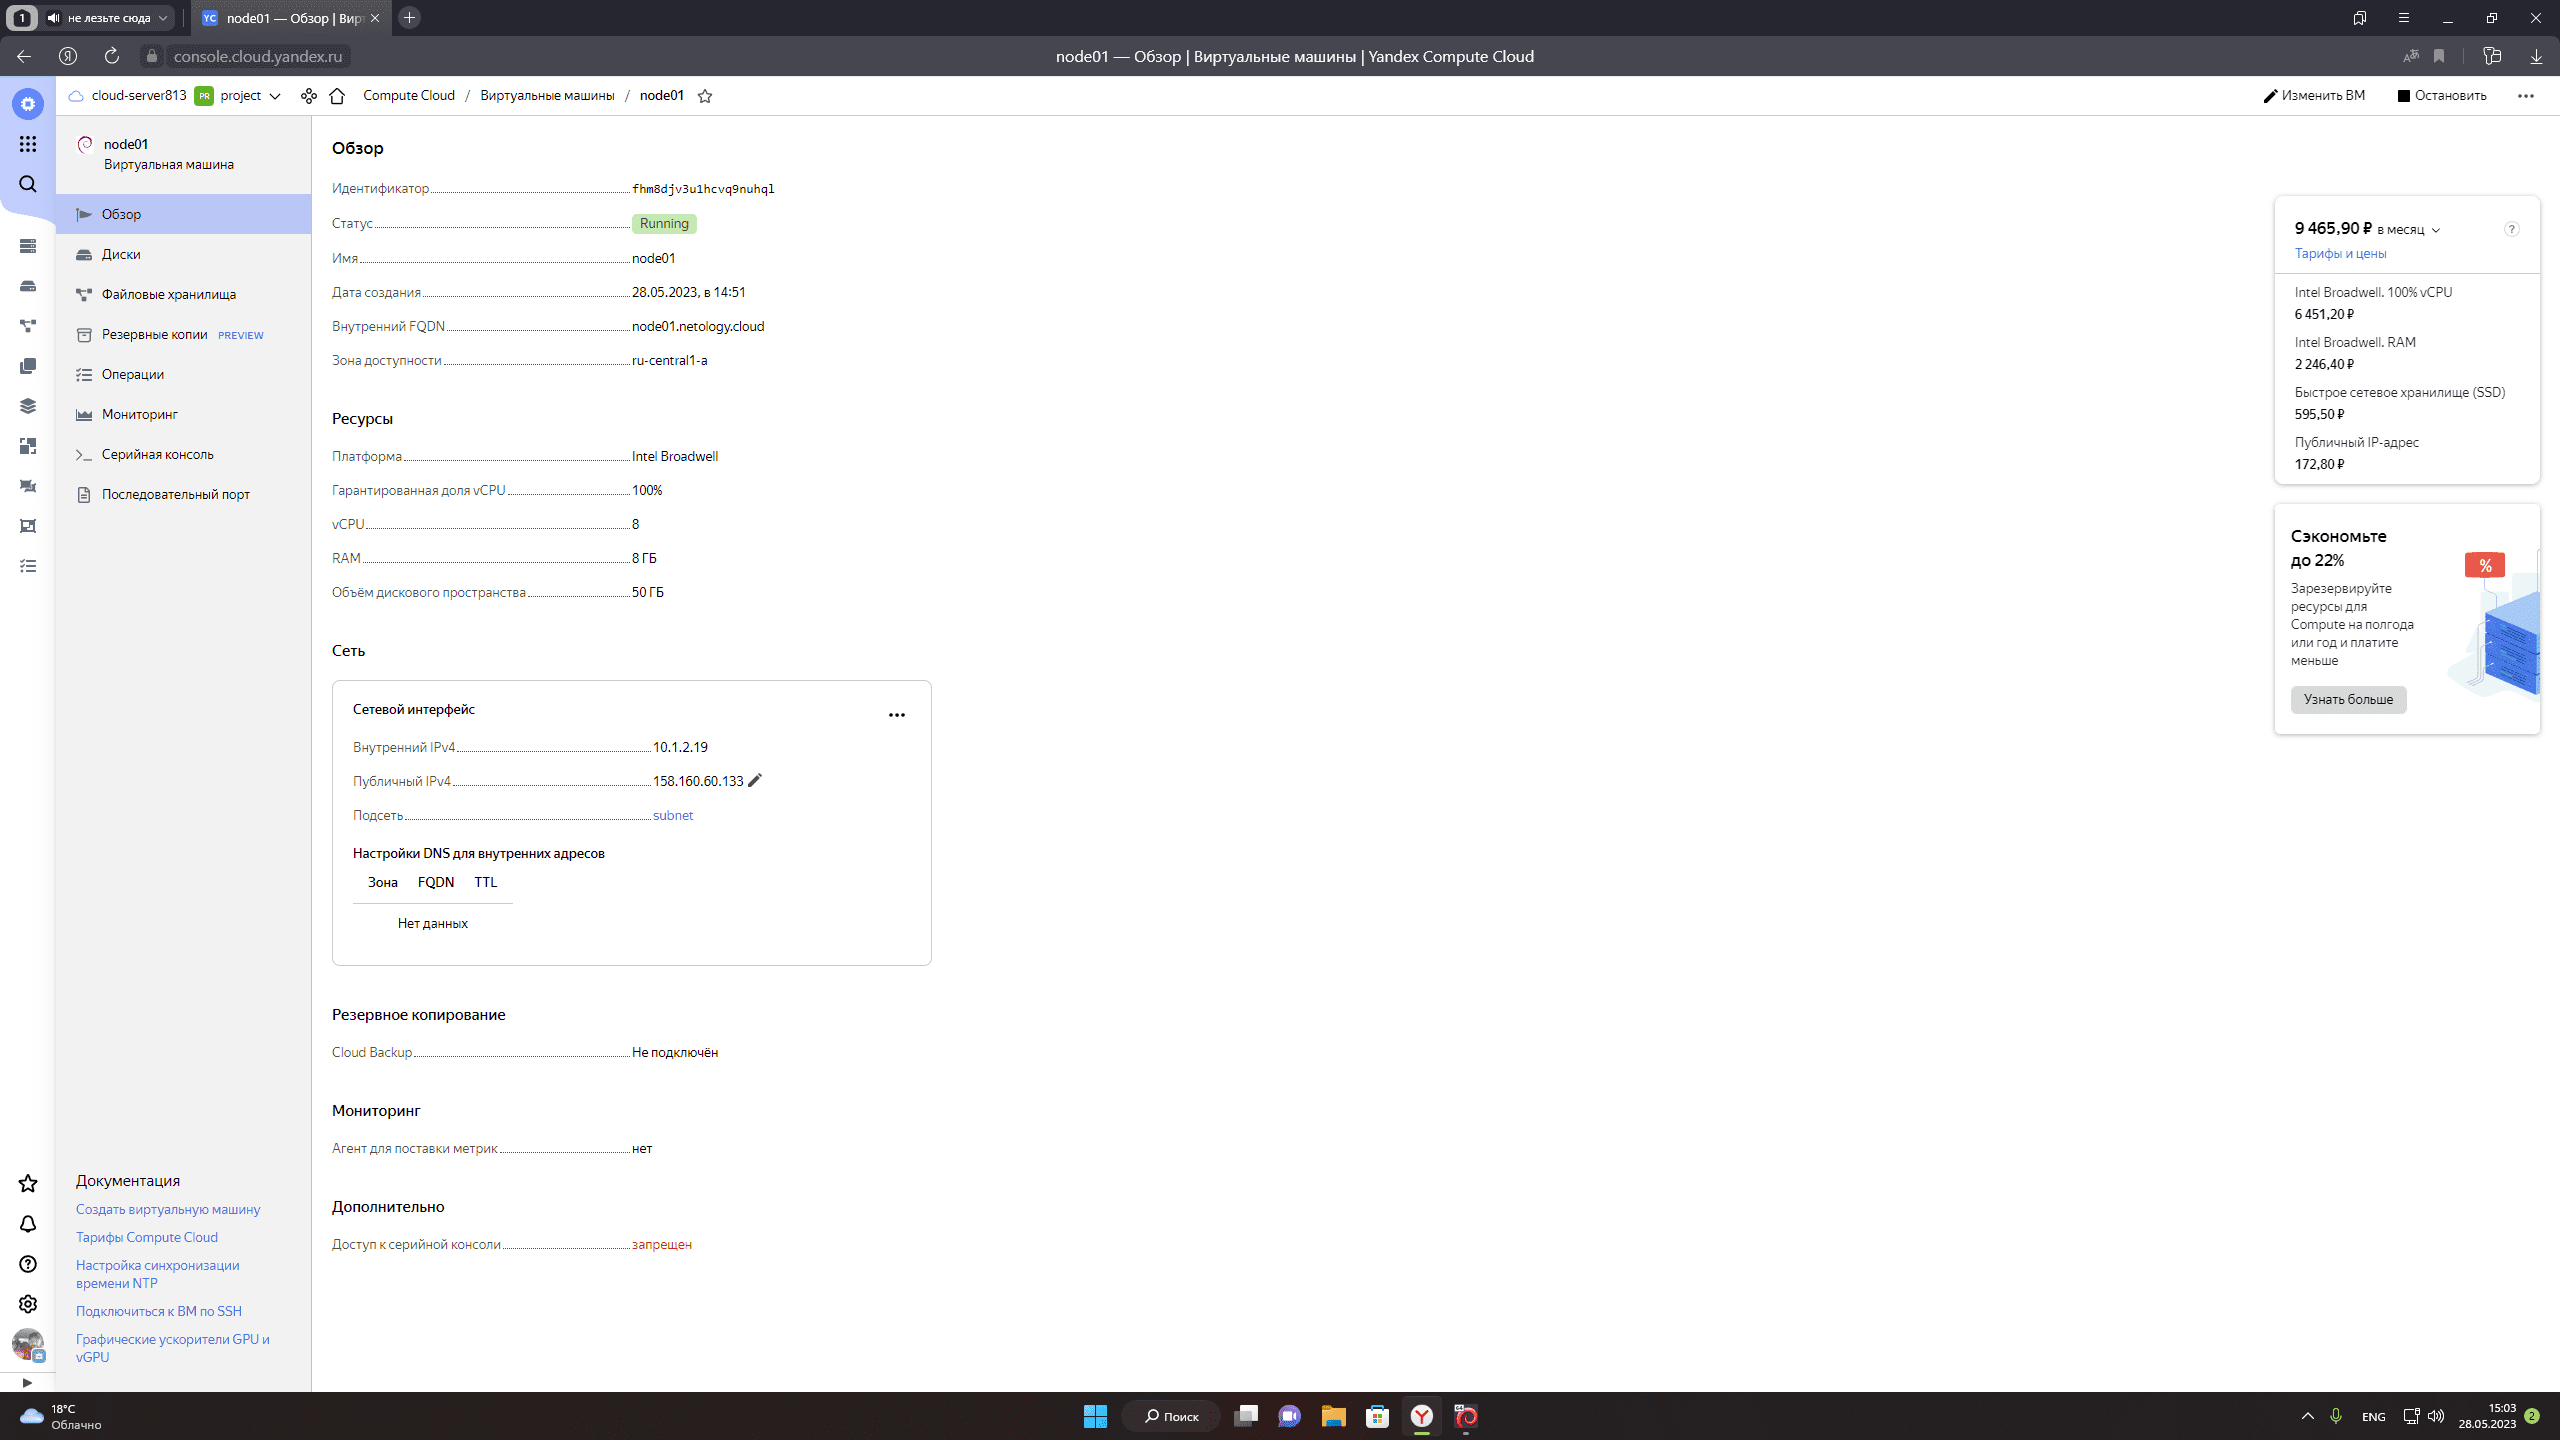 1
не лезьте сюда
YC
node01 — Обзор | Вир
console.cloud.yandex.ru
node01 — Обзор | Виртуальные машины | Yandex Compute Cloud
cloud-server813
PR
project
Compute Cloud / Виртуальные машины / node01
Изменить ВМ
Остановить
node01
Виртуальная машина
Обзор
Диски
Файловые хранилища
Резервные копии PREVIEW
Операции
Мониторинг
Серийная консоль
Последовательный порт
Документация
Создать виртуальную машину
Тарифы Compute Cloud
Настройка синхронизации
времени NTP
Подключиться к ВМ по SSH
Графические ускорители GPU и
vGPU
Обзор
Идентификатор fhm8djv3u1hcvq9nuhql
Статус Running
Имя node01
Дата создания 28.05.2023, в 14:51
Внутренний FQDN node01.netology.cloud
Зона доступности ru-central1-a
Ресурсы
Платформа Intel Broadwell
Гарантированная доля vCPU 100%
vCPU 8
RAM 8 ГБ
Объём дискового пространства 50 ГБ
Сеть
Сетевой интерфейс
Внутренний IPv4 10.1.2.19
Публичный IPv4 158.160.60.133
Подсеть subnet
Настройки DNS для внутренних адресов
Зона FQDN TTL
Нет данных
Резервное копирование
Cloud Backup Не подключён
Мониторинг
Агент для поставки метрик нет
Дополнительно
Доступ к серийной консоли запрещен
9 465,90 ₽ в месяц
?
Тарифы и цены
Intel Broadwell. 100% vCPU
6 451,20 ₽
Intel Broadwell. RAM
2 246,40 ₽
Быстрое сетевое хранилище (SSD)
595,50 ₽
Публичный IP-адрес
172,80 ₽
Сэкономьте
до 22%
%
Зарезервируйте
ресурсы для
Compute на полгода
или год и платите
меньше
Узнать больше
18°C
Облачно
Поиск
64
ENG
15:03
28.05.2023
2